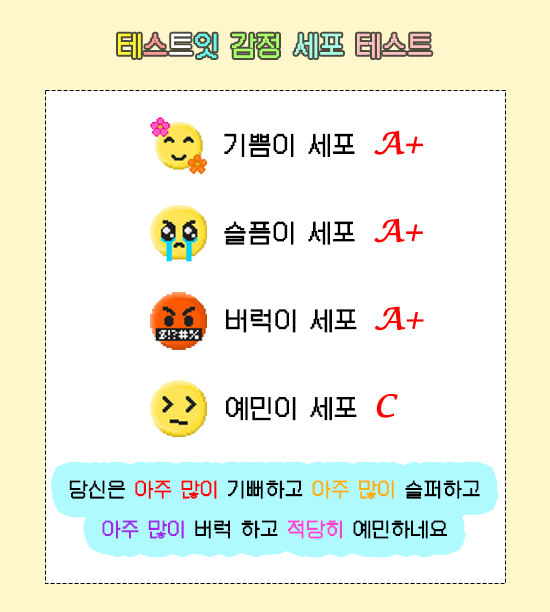 테스트잇 감정 세포 테스트
기쁨이 세포 A+
슬픔이 세포 A+
버럭이 세포 A+
$!?#%
예민이 세포 C
당신은 아주 많이 기뻐하고 아주 많이 슬퍼하고
아주 많이 버럭 하고 적당히 예민하네요